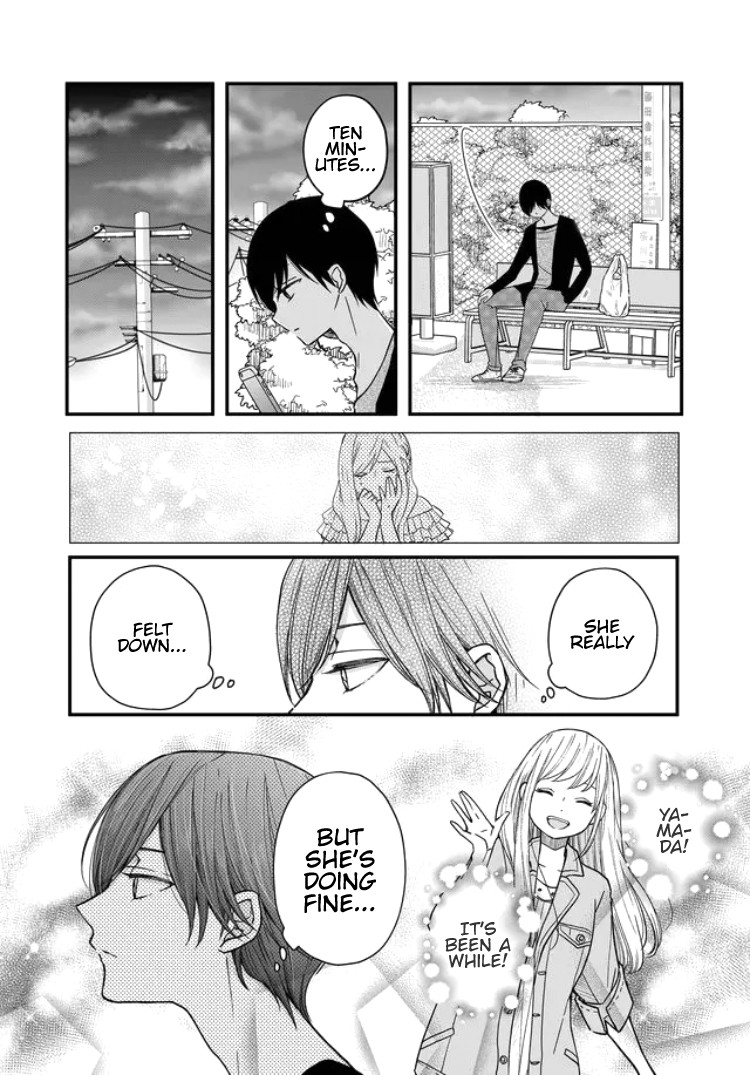 TEN
MIN-
UTES...
SHE
REALLY
FELT
DOWN...
YA-
MA-
DA!
IT'S
BEEN A
WHILE!
BUT
SHE'S
DOING
FINE...